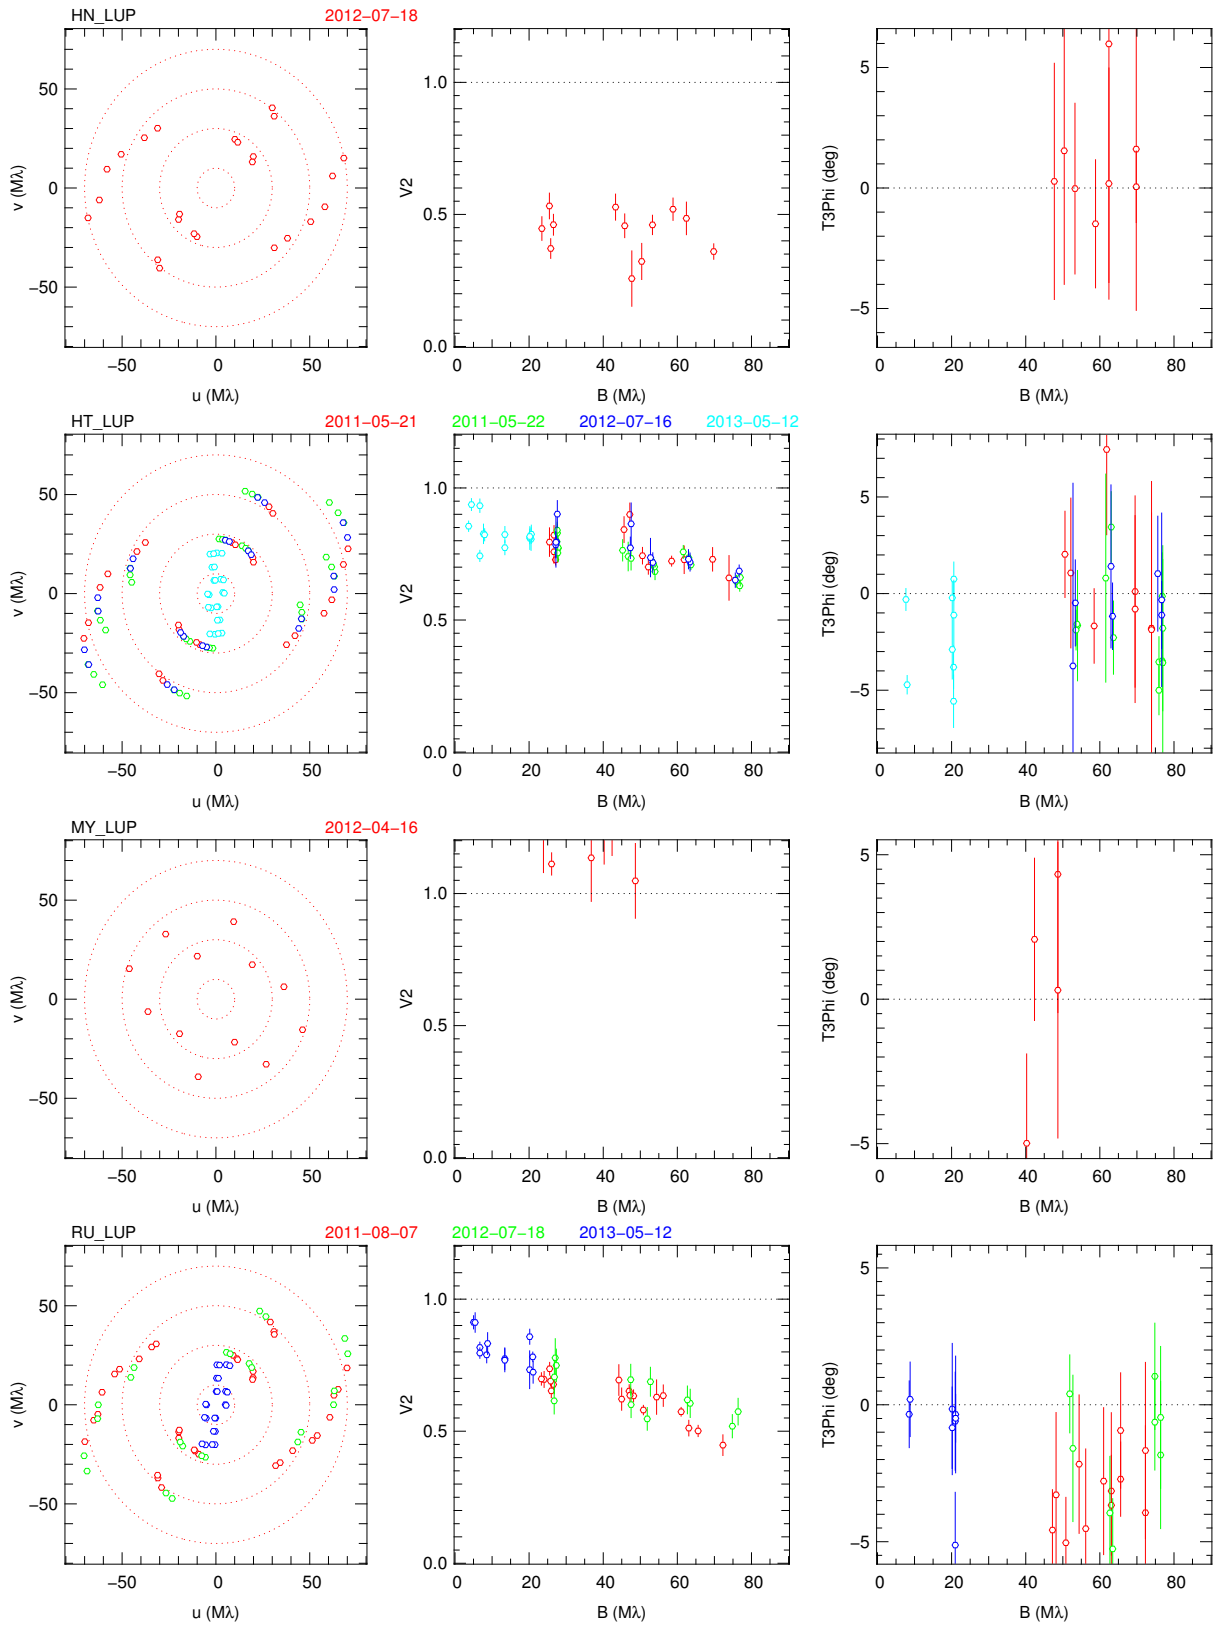 HN_LUP 2012-07-18
50
0
-50
v (Mλ)
-50 0 50
u (Mλ)
1.0
0.5
0.0
V2
0 20 40 60 80
B (Mλ)
5
0
-5
T3Phi (deg)
0 20 40 60 80
B (Mλ)
HT_LUP 2011-05-21 2011-05-22 2012-07-16 2013-05-12
50
0
-50
v (Mλ)
-50 0 50
u (Mλ)
1.0
0.5
0.0
V2
0 20 40 60 80
B (Mλ)
5
0
-5
T3Phi (deg)
0 20 40 60 80
B (Mλ)
MY_LUP 2012-04-16
50
0
-50
v (Mλ)
-50 0 50
u (Mλ)
1.0
0.5
0.0
V2
0 20 40 60 80
B (Mλ)
5
0
-5
T3Phi (deg)
0 20 40 60 80
B (Mλ)
RU_LUP 2011-08-07 2012-07-18 2013-05-12
50
0
-50
v (Mλ)
-50 0 50
u (Mλ)
1.0
0.5
0.0
V2
0 20 40 60 80
B (Mλ)
5
0
-5
T3Phi (deg)
0 20 40 60 80
B (Mλ)